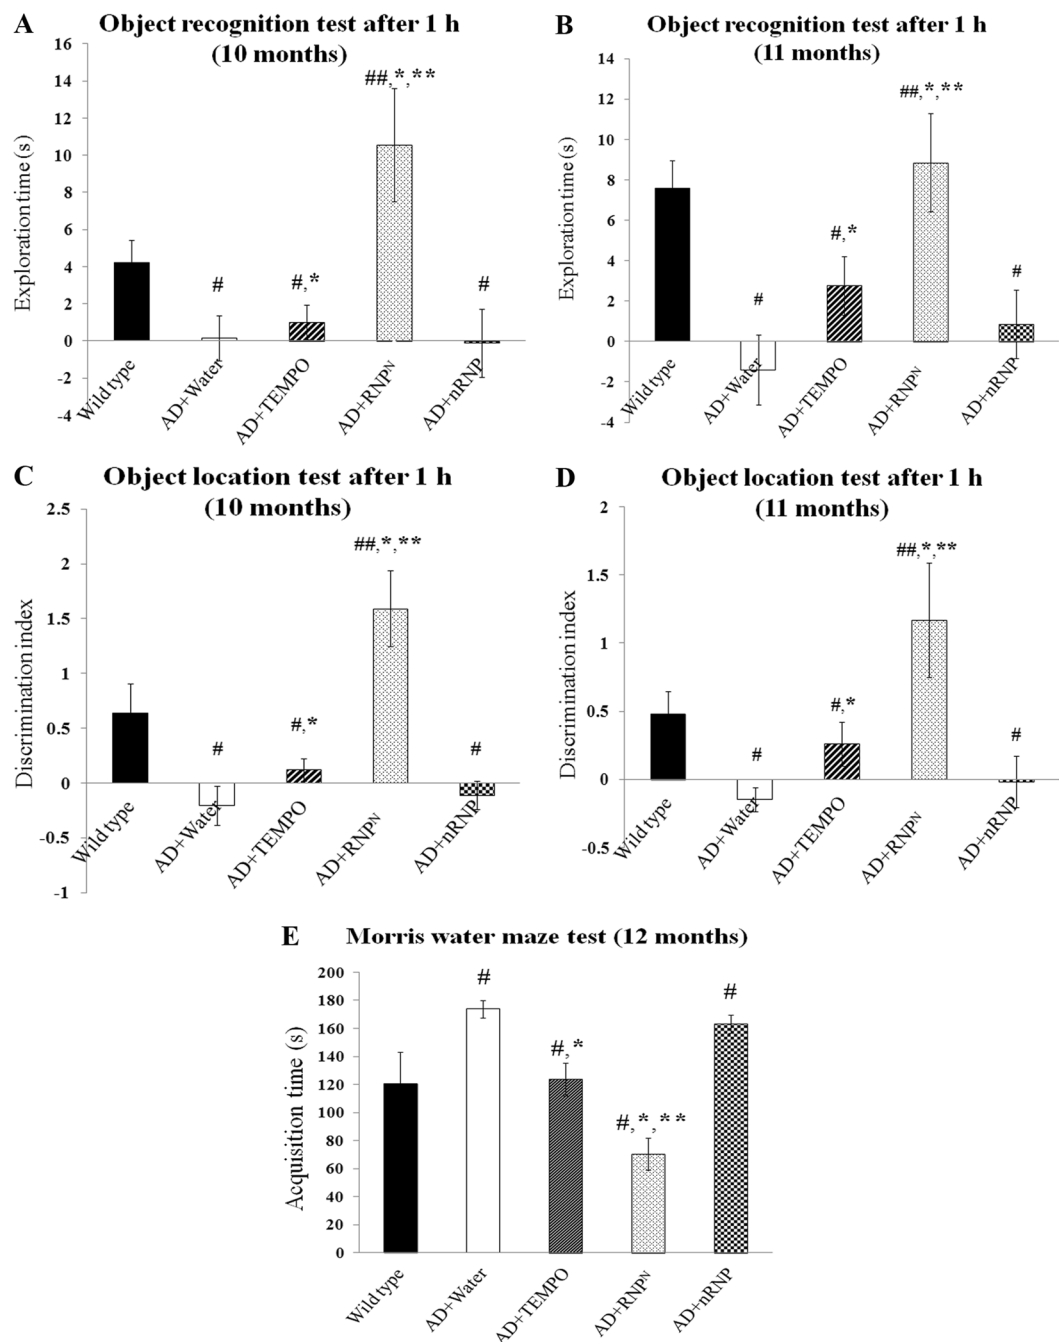 A
Object recognition test after 1 h
(10 months)
Exploration time (s)
16
14
12
10
8
6
4
2
0
-2
-4
#
#,*
##,*,**
#
Wild type
AD+Water
AD+TEMPO
AD+RNPᴺ
AD+nRNP
B
Object recognition test after 1 h
(11 months)
Exploration time (s)
14
12
10
8
6
4
2
0
-2
-4
#
#,*
##,*,**
#
Wild type
AD+Water
AD+TEMPO
AD+RNPᴺ
AD+nRNP
C
Object location test after 1 h
(10 months)
Discrimination index
2.5
2
1.5
1
0.5
0
-0.5
-1
#
#,*
##,*,**
#
Wild type
AD+Water
AD+TEMPO
AD+RNPᴺ
AD+nRNP
D
Object location test after 1 h
(11 months)
Discrimination index
2
1.5
1
0.5
0
-0.5
#
#,*
##,*,**
#
Wild type
AD+Water
AD+TEMPO
AD+RNPᴺ
AD+nRNP
E
Morris water maze test (12 months)
Acquisition time (s)
200
180
160
140
120
100
80
60
40
20
0
#
#,*
#,*,**
#
Wild type
AD+Water
AD+TEMPO
AD+RNPᴺ
AD+nRNP